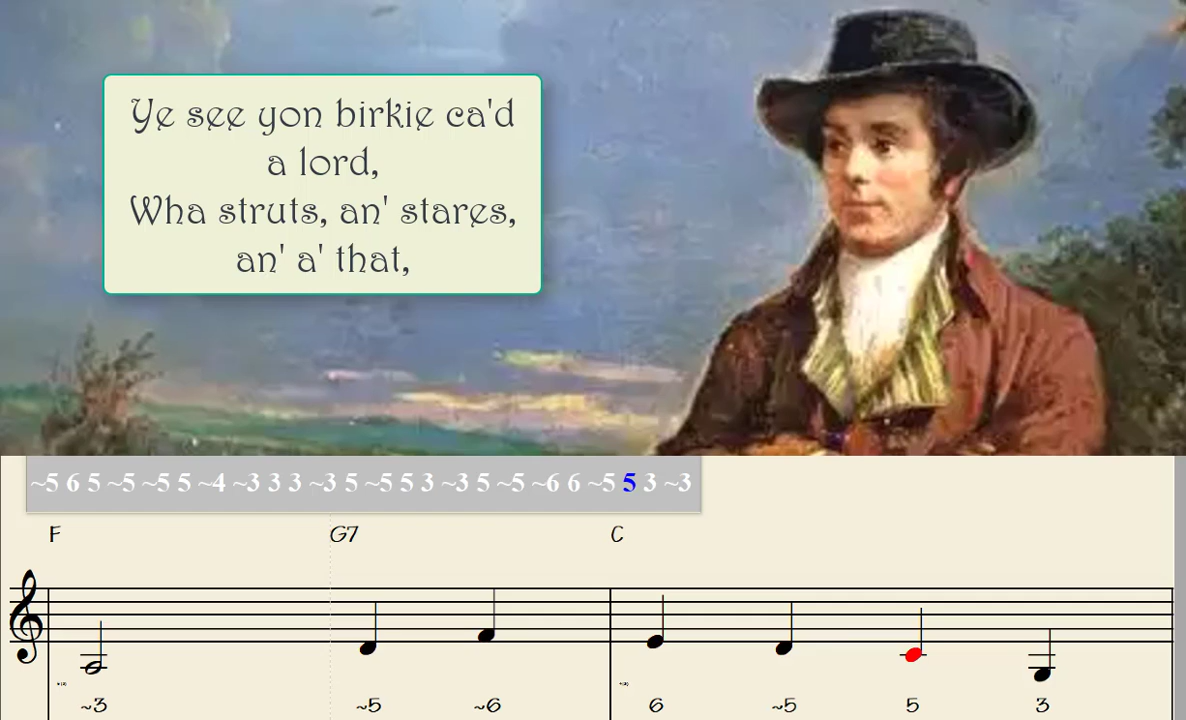 Ye see yon birkie ca'd
a lord,
Wha struts, an' stares,
an' a' that,
~5 6 5 ~5 ~5 5 ~4 ~3 3 3 ~3 5 ~5 5 3 ~3 5 ~5 ~6 6 ~5 5 3 ~3
F G7 C
~3 ~5 ~6 6 ~5 5 3